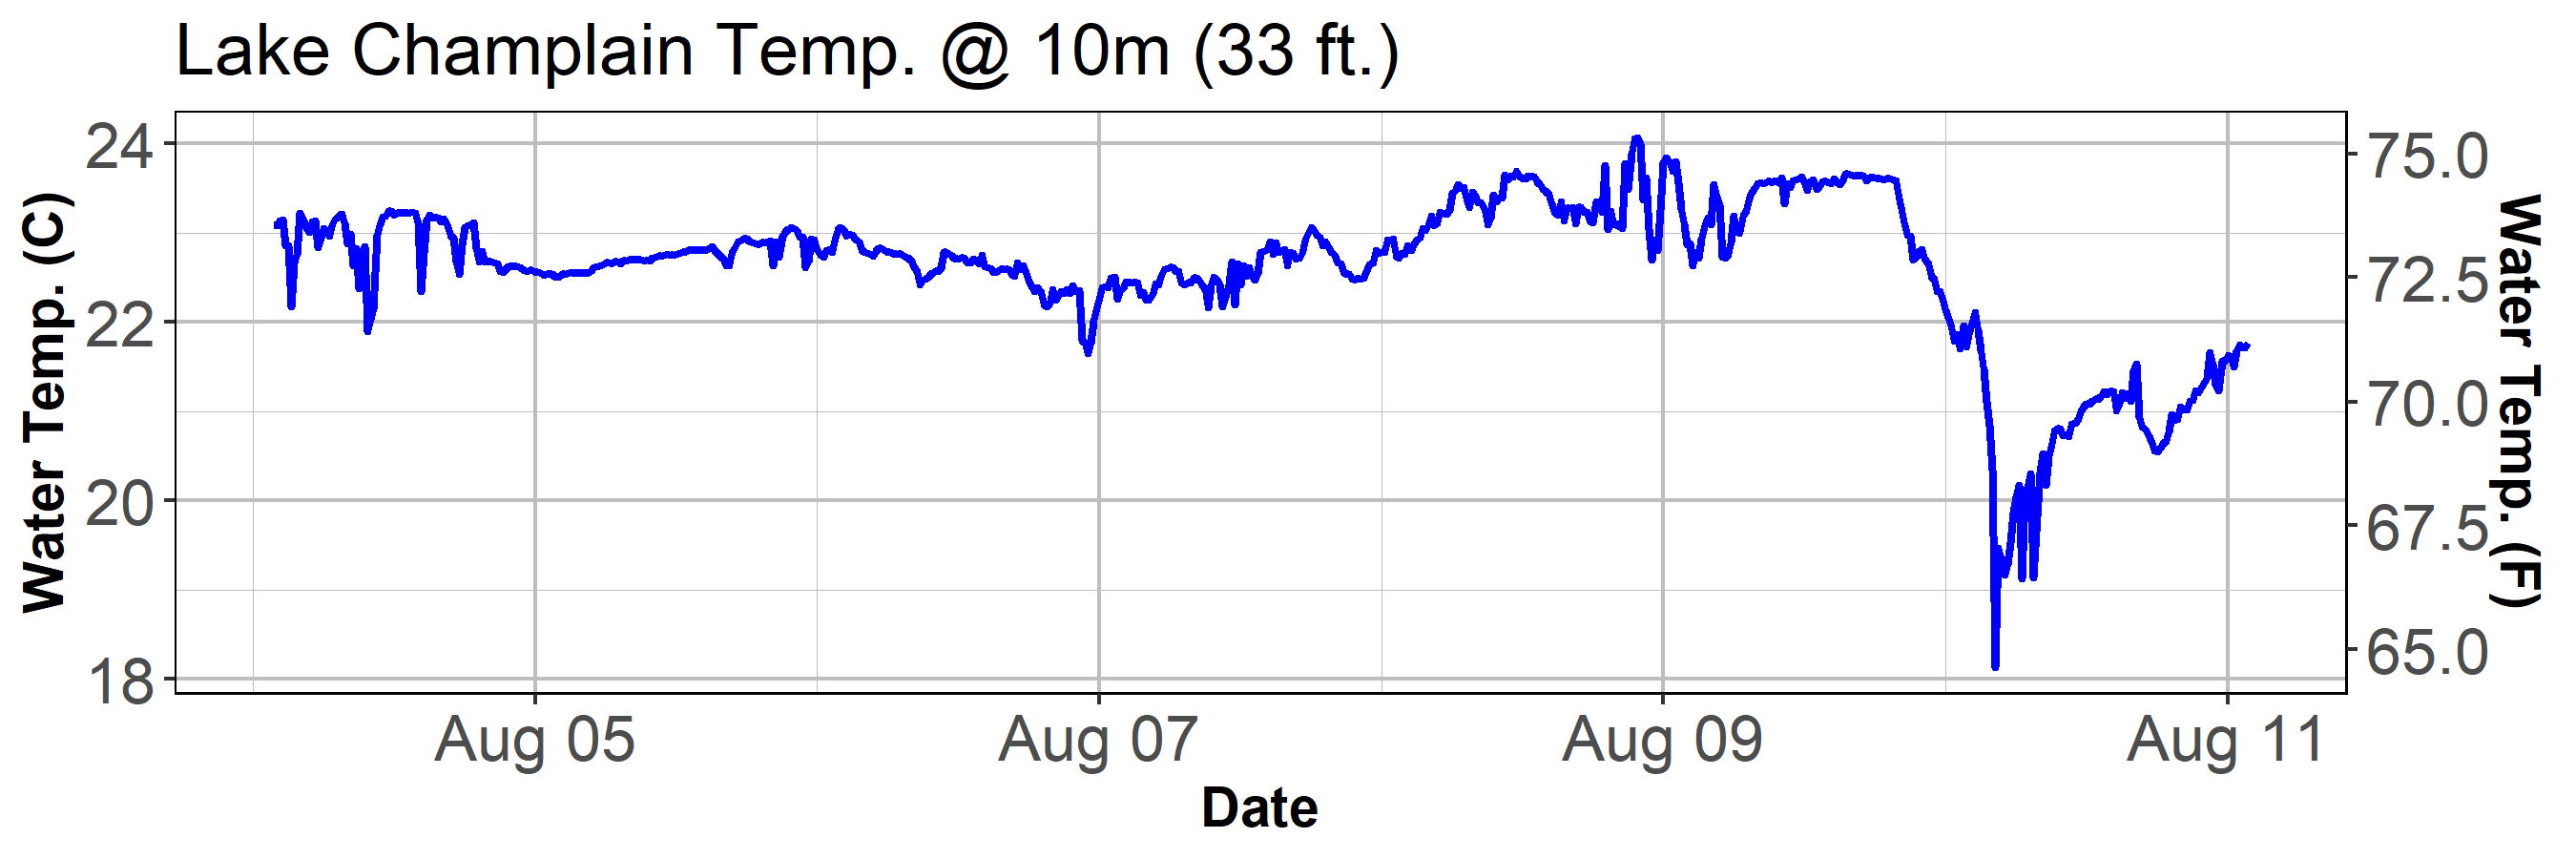 Lake Champlain Temp. @ 10m (33 ft.)
Water Temp. (C)
24
22
20
18
75.0
72.5
70.0
67.5
65.0
Water Temp. (F)
Aug 05 Aug 07 Aug 09 Aug 11
Date